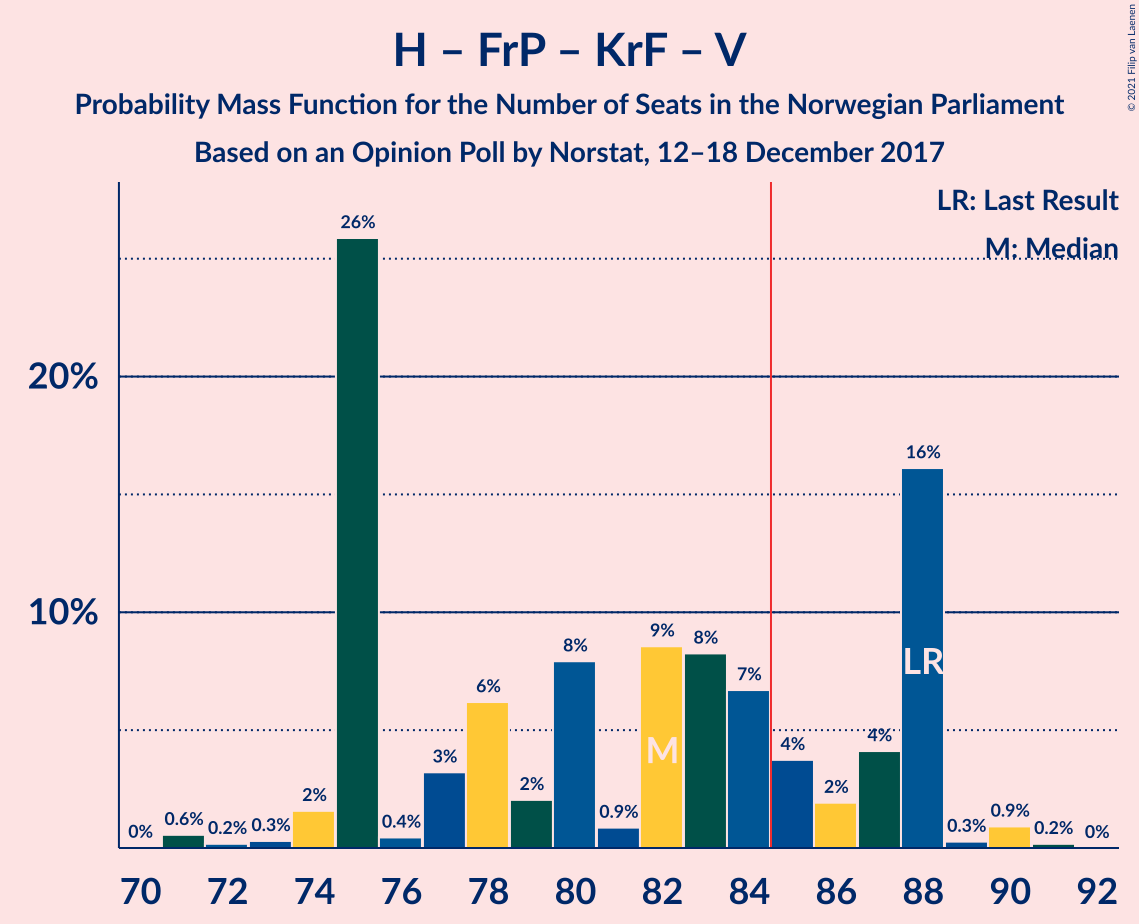 H – FrP – KrF – V
Probability Mass Function for the Number of Seats in the Norwegian Parliament
Based on an Opinion Poll by Norstat, 12–18 December 2017
© 2021 Filip van Laenen
LR: Last Result
M: Median
20%
10%
0%
0.6%
0.2%
0.3%
2%
26%
0.4%
3%
6%
2%
8%
0.9%
9%
8%
7%
4%
2%
4%
16%
0.3%
0.9%
0.2%
0%
M
LR
70 72 74 76 78 80 82 84 86 88 90 92